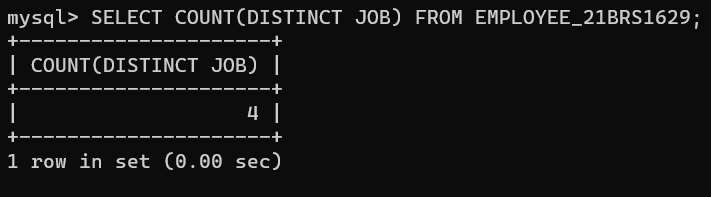 mysql> SELECT COUNT(DISTINCT JOB) FROM EMPLOYEE_21BRS1629;
+---------------------+
| COUNT(DISTINCT JOB) |
+---------------------+
|                   4 |
+---------------------+
1 row in set (0.00 sec)